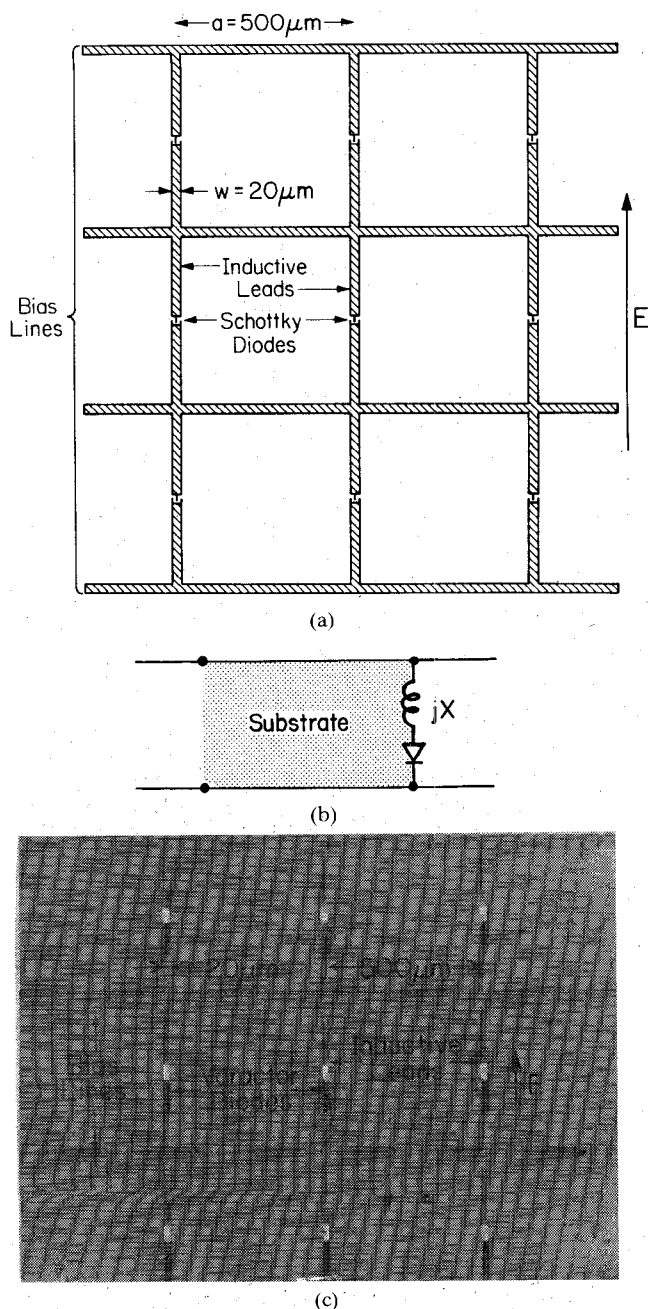 a = 500μm
w = 20μm
Inductive
Leads
Bias
Lines
Schottky
Diodes
E
(a)
Substrate
jX
(b)
20μm
500μm
Inductive
Leads
Bias
Lines
Varactor
Diodes
E
(c)